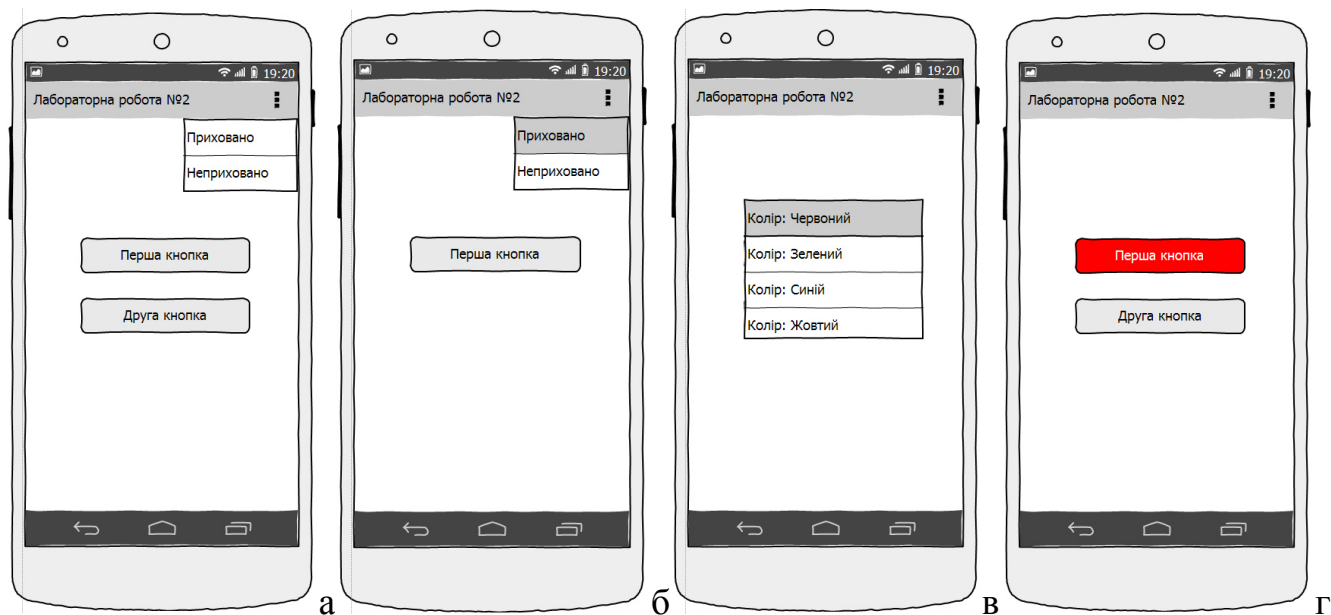 19:20
Лабораторна робота №2
Приховано
Неприховано
Перша кнопка
Друга кнопка
а
19:20
Лабораторна робота №2
Приховано
Неприховано
Перша кнопка
б
19:20
Лабораторна робота №2
Колір: Червоний
Колір: Зелений
Колір: Синій
Колір: Жовтий
в
19:20
Лабораторна робота №2
Перша кнопка
Друга кнопка
г